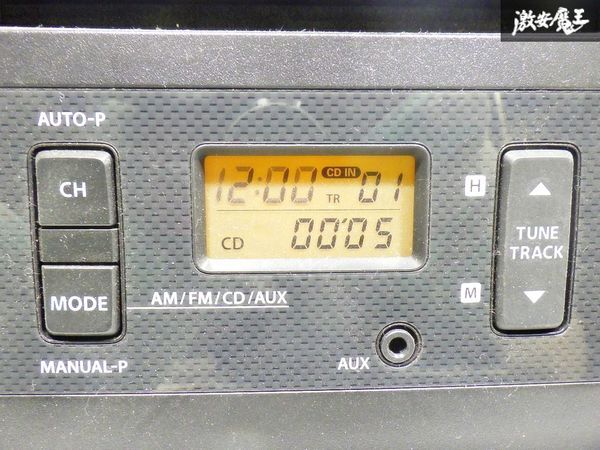 激安魔王
AUTO-P
CH
MODE
MANUAL-P
AM/FM/CD/AUX
12:00 CD IN TR 01
CD 00'05
AUX
H
M
TUNE
TRACK